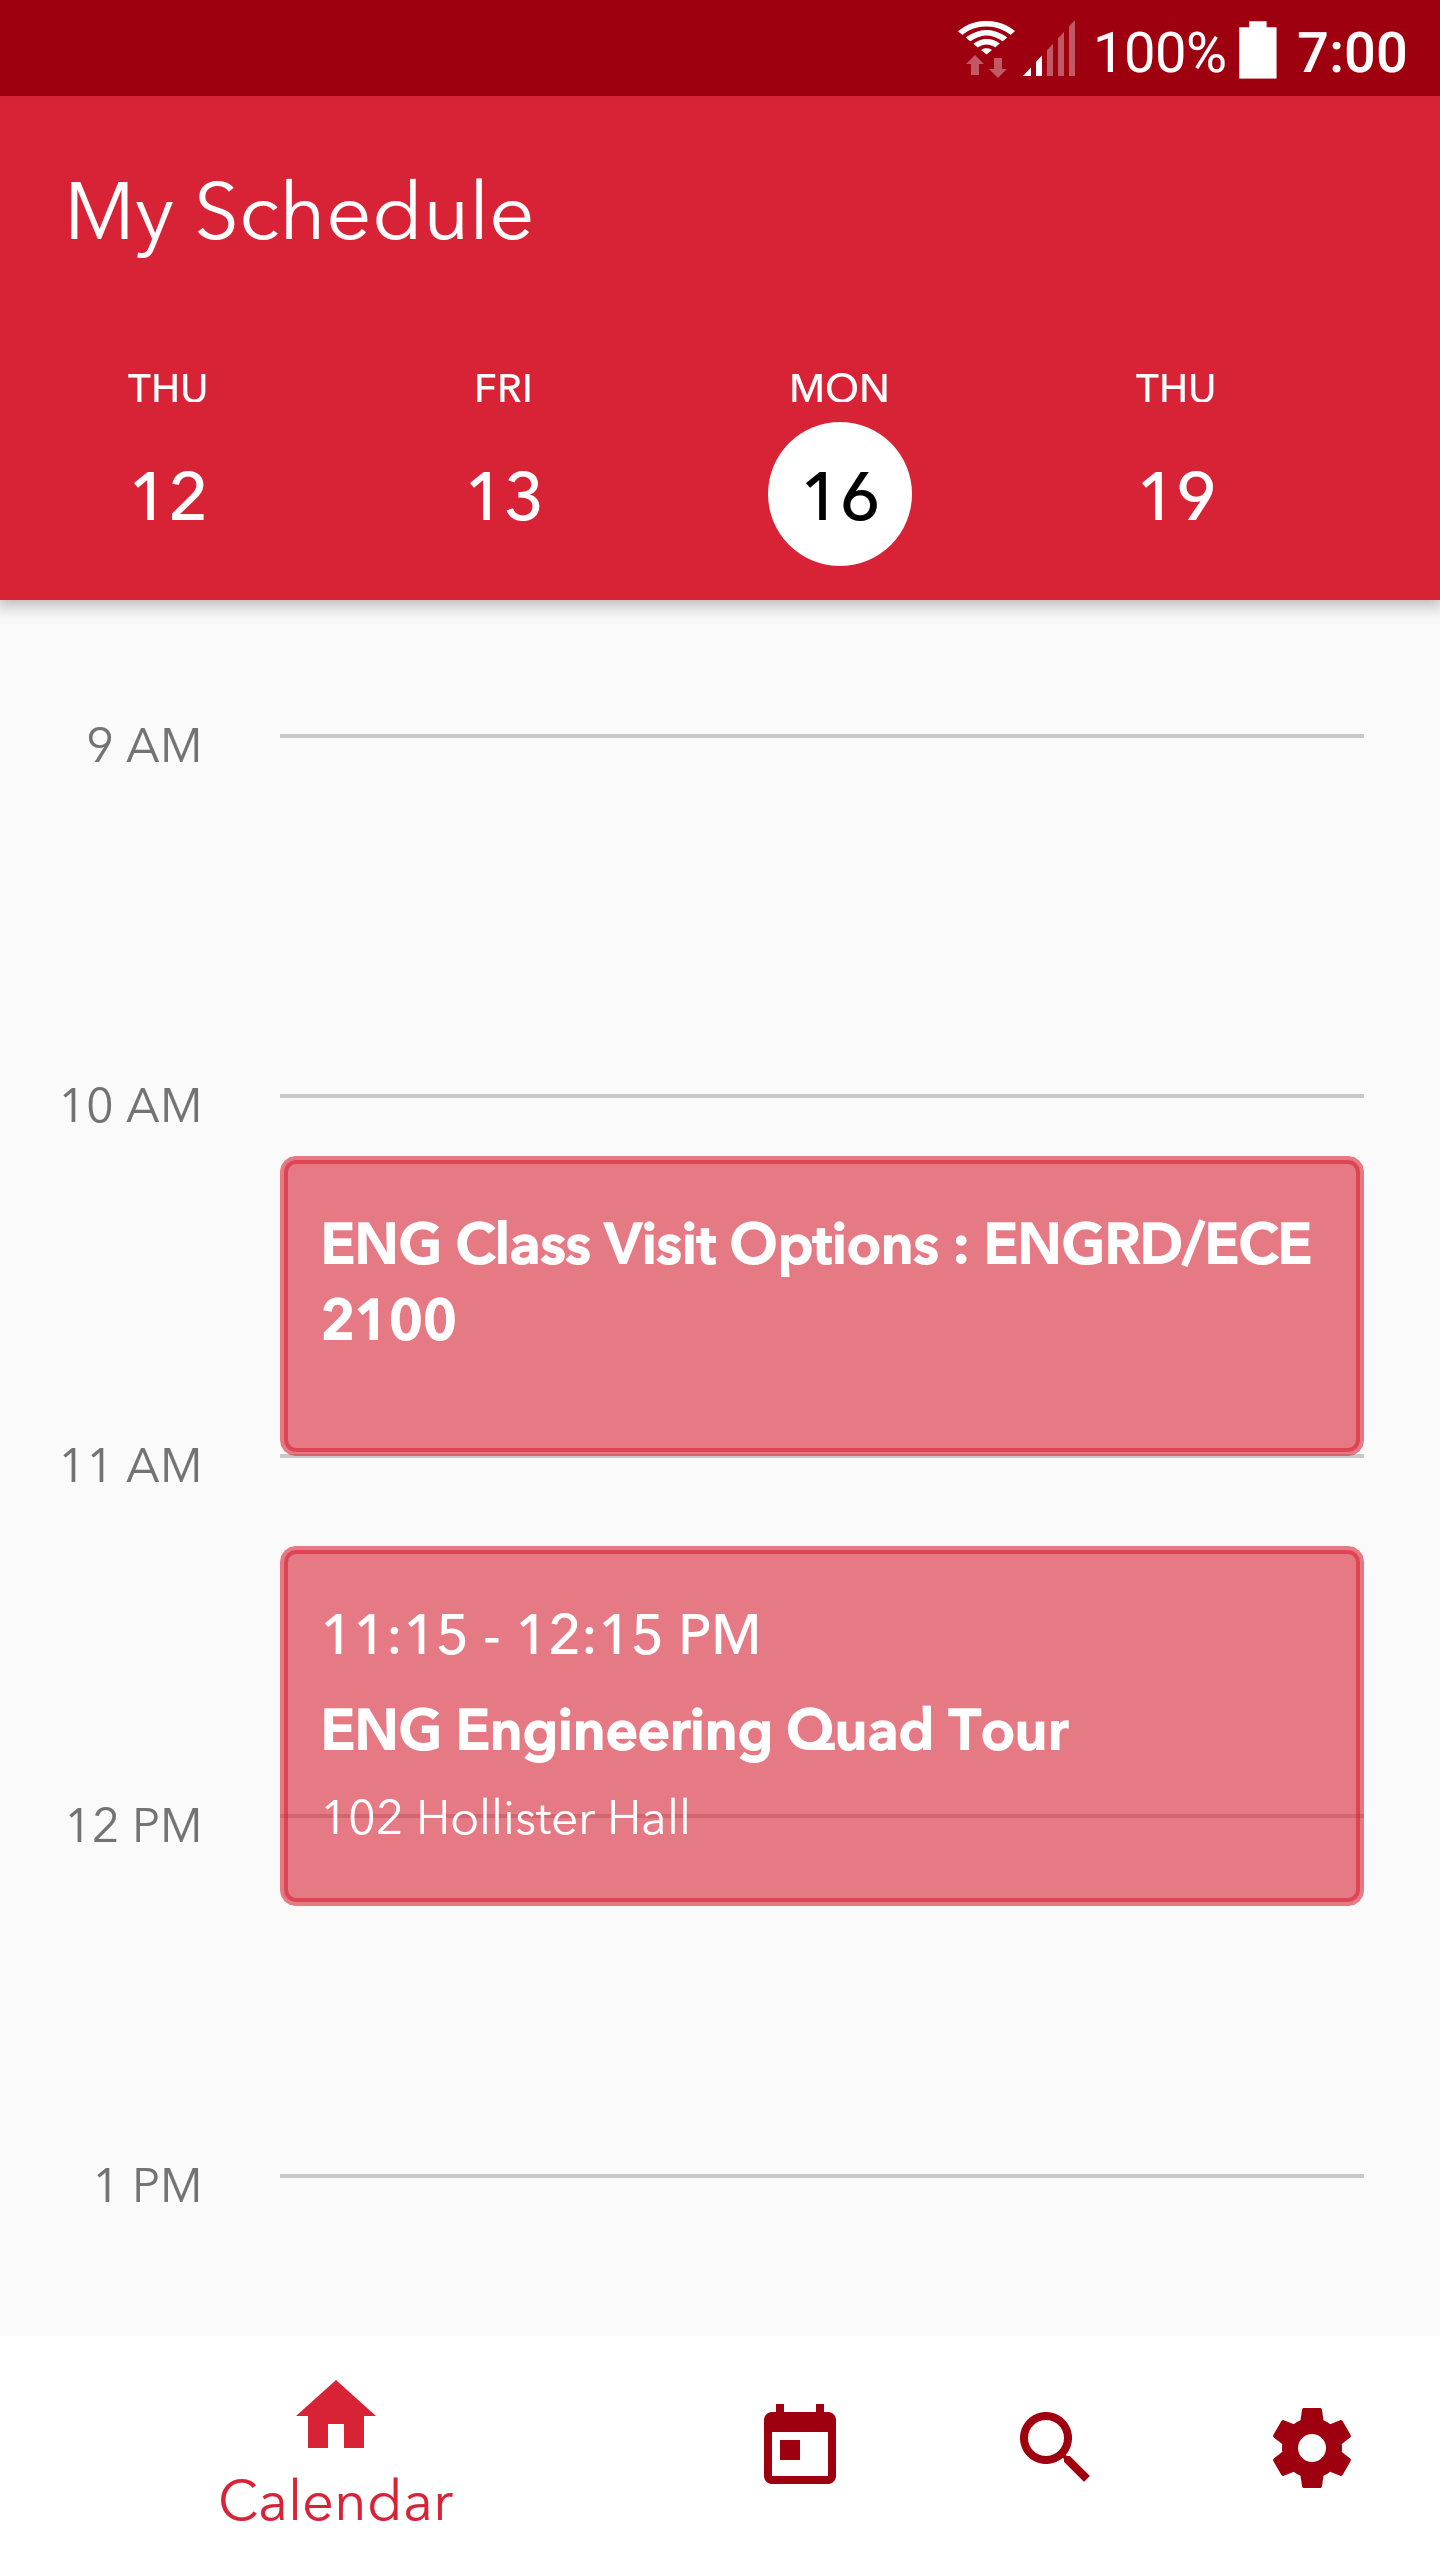 100% 7:00
My Schedule
THU FRI MON THU
12 13 16 19
9 AM
10 AM
ENG Class Visit Options : ENGRD/ECE
2100
11 AM
11:15 - 12:15 PM
ENG Engineering Quad Tour
12 PM 102 Hollister Hall
1 PM
Calendar